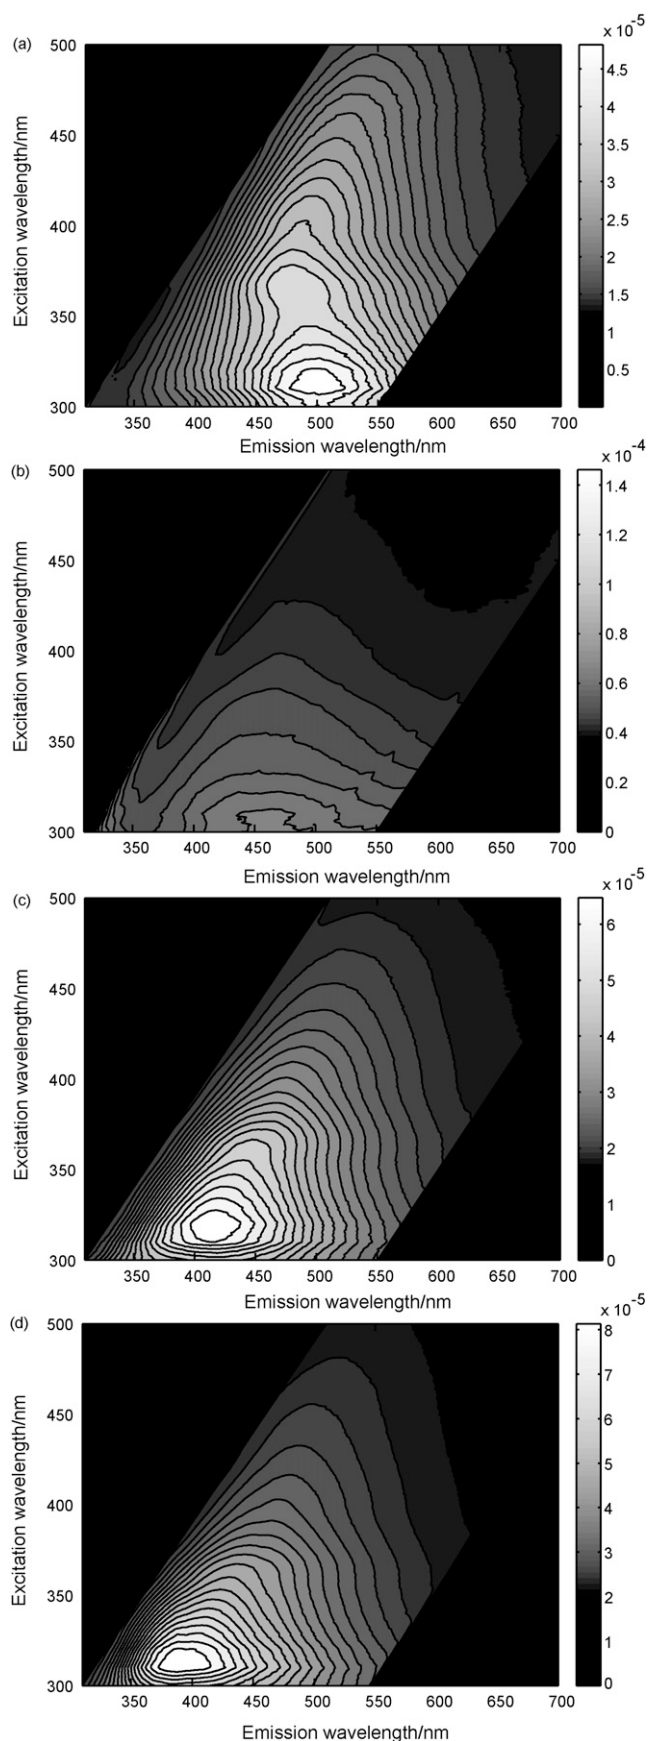 (a)
x 10-5
500
450
400
350
300
Excitation wavelength/nm
4.5
4
3.5
3
2.5
2
1.5
1
0.5
350 400 450 500 550 600 650 700
Emission wavelength/nm
(b)
x 10-4
500
450
400
350
300
Excitation wavelength/nm
1.4
1.2
1
0.8
0.6
0.4
0.2
0
350 400 450 500 550 600 650 700
Emission wavelength/nm
(c)
x 10-5
500
450
400
350
300
Excitation wavelength/nm
6
5
4
3
2
1
0
350 400 450 500 550 600 650 700
Emission wavelength/nm
(d)
x 10-5
500
450
400
350
300
Excitation wavelength/nm
8
7
6
5
4
3
2
1
0
350 400 450 500 550 600 650 700
Emission wavelength/nm